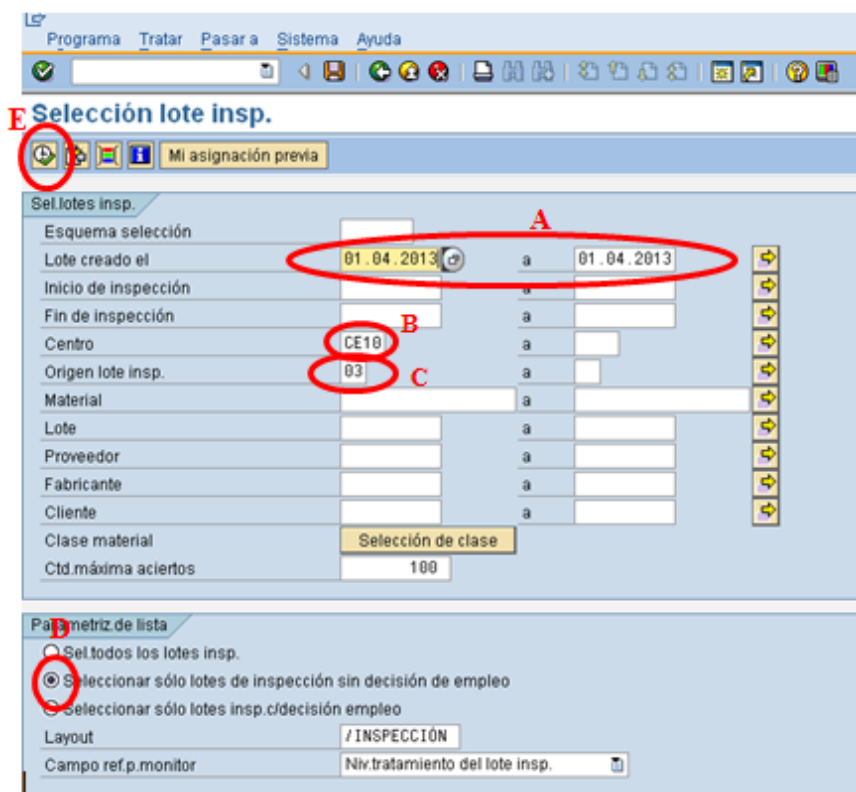 Programa Tratar Pasar a Sistema Ayuda
E Selección lote insp.
Mi asignación previa
Sel.lotes insp.
A
Esquema selección
Lote creado el 01.04.2013 a 01.04.2013
Inicio de inspección a
Fin de inspección a
B
Centro CE10 a
Origen lote insp. 03 a
C
Material a
Lote a
Proveedor a
Fabricante a
Cliente a
Clase material Selección de clase
Ctd.máxima aciertos 100
Parametriz.de lista
D
Sel.todos los lotes insp.
Seleccionar sólo lotes de inspección sin decisión de empleo
Seleccionar sólo lotes insp.c/decisión empleo
Layout /INSPECCIÓN
Campo ref.p.monitor Niv.tratamiento del lote insp.